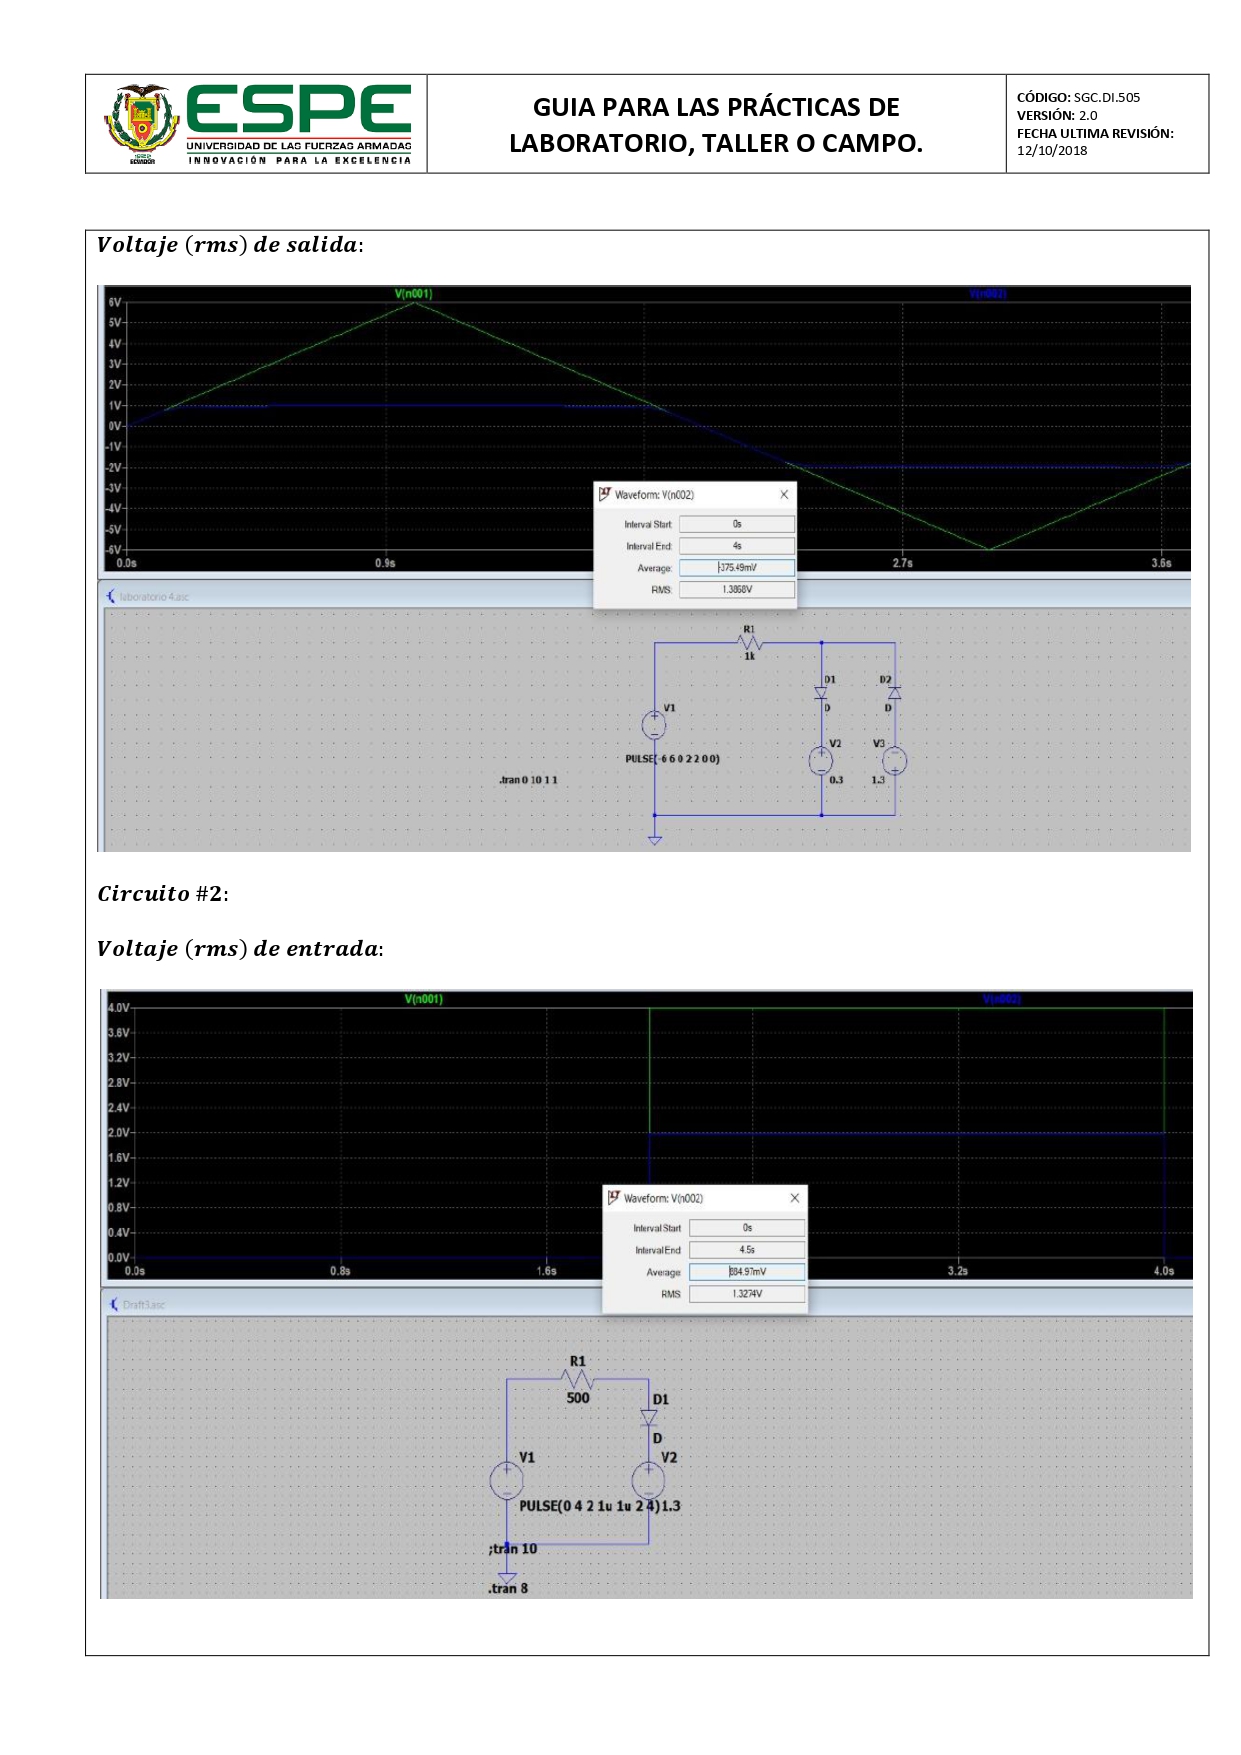 ESPE
UNIVERSIDAD DE LAS FUERZAS ARMADAS
INNOVACIÓN PARA LA EXCELENCIA
ECUADOR
GUIA PARA LAS PRÁCTICAS DE
LABORATORIO, TALLER O CAMPO.
CÓDIGO: SGC.DI.505
VERSIÓN: 2.0
FECHA ULTIMA REVISIÓN:
12/10/2018
Voltaje (rms) de salida:
V(n001)
V(n002)
6V
5V
4V
3V
2V
1V
0V
-1V
-2V
-3V
-4V
-5V
-6V
0.0s
0.9s
2.7s
3.6s
Waveform: V(n002)
Interval Start: 0s
Interval End: 4s
Average: -375.49mV
RMS: 1.3868V
laboratorio 4.asc
R1
1k
D1
D
D2
D
V1
PULSE(-6 6 0 2 2 0 0)
V2
0.3
V3
1.3
.tran 0 10 1 1
Circuito #2:
Voltaje (rms) de entrada:
V(n001)
V(n002)
4.0V
3.6V
3.2V
2.8V
2.4V
2.0V
1.6V
1.2V
0.8V
0.4V
0.0V
0.0s
0.8s
1.6s
3.2s
4.0s
Waveform: V(n002)
Interval Start 0s
Interval End 4.5s
Average 884.97mV
RMS 1.3274V
Draft3.asc
R1
500
D1
D
V1
V2
PULSE(0 4 2 1u 1u 2 4)
1.3
;tran 10
.tran 8